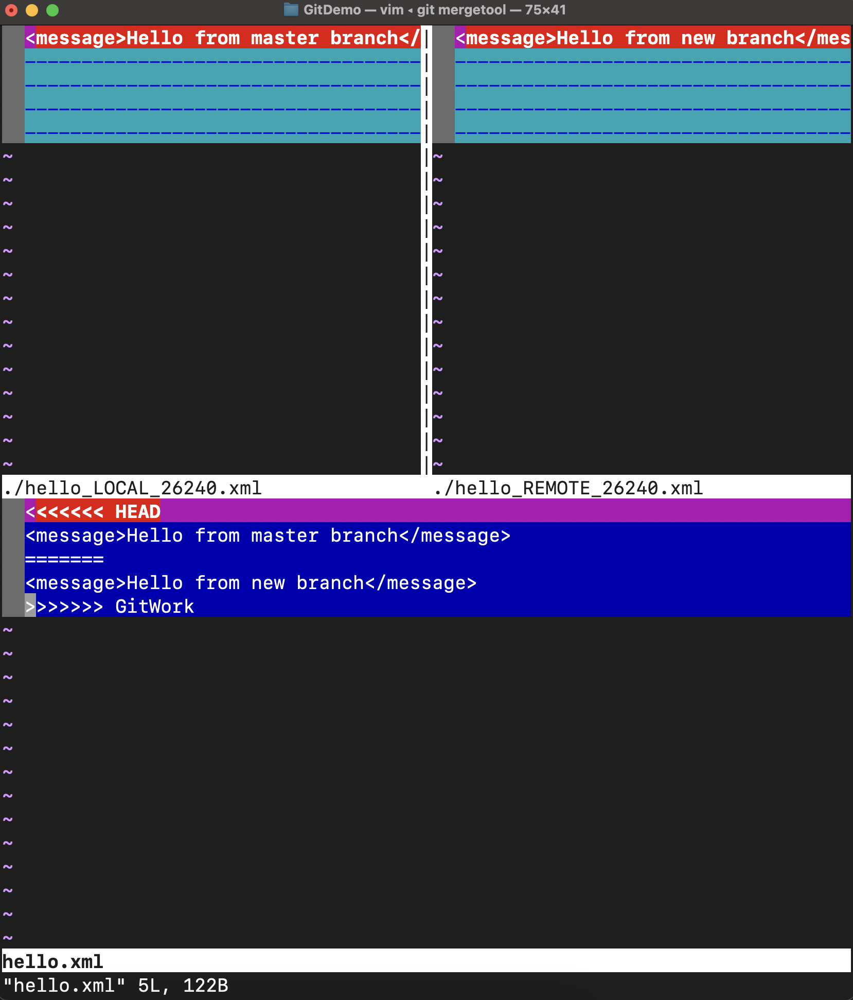 GitDemo — vim ◂ git mergetool — 75×41
<message>Hello from master branch</
<message>Hello from new branch</mes
./hello_LOCAL_26240.xml
./hello_REMOTE_26240.xml
<<<<<<< HEAD
<message>Hello from master branch</message>
=======
<message>Hello from new branch</message>
>>>>>>> GitWork
hello.xml
"hello.xml" 5L, 122B